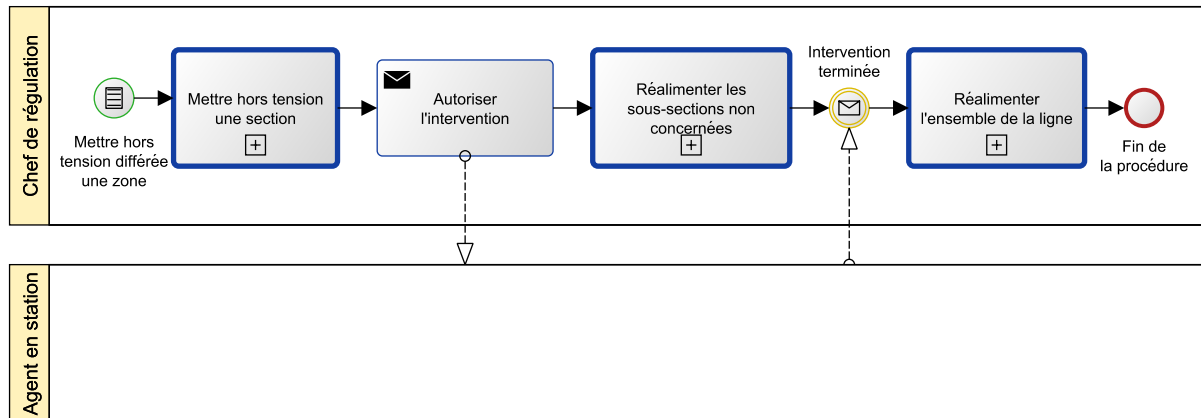 Chef de régulation
Mettre hors
tension différée
une zone
Mettre hors tension
une section
Autoriser
l'intervention
Réalimenter les
sous-sections non
concernées
Intervention
terminée
Réalimenter
l'ensemble de la ligne
Fin de
la procédure
Agent en station